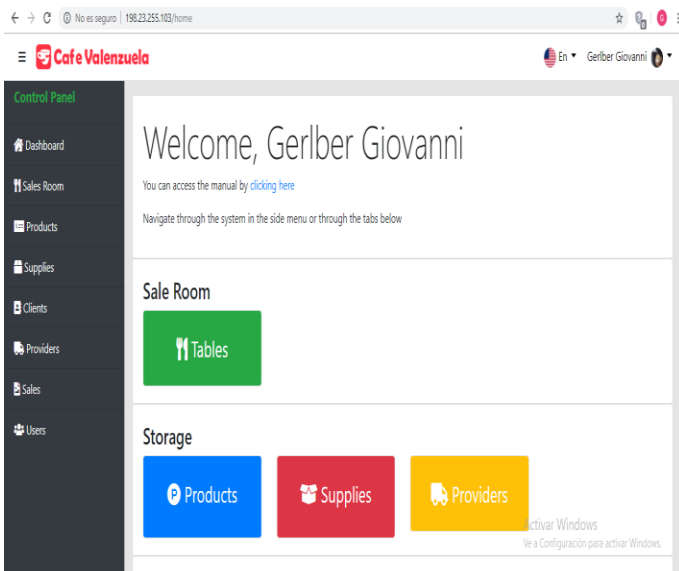 No es seguro | 198.23.255.103/home
G
Cafe Valenzuela
En
Gerlber Giovanni
Control Panel
Dashboard
Sales Room
Products
Supplies
Clients
Providers
Sales
Users
Welcome, Gerlber Giovanni
You can access the manual by clicking here
Navigate through the system in the side menu or through the tabs below
Sale Room
Tables
Storage
P Products
Supplies
Providers
Activar Windows
Ve a Configuración para activar Windows.